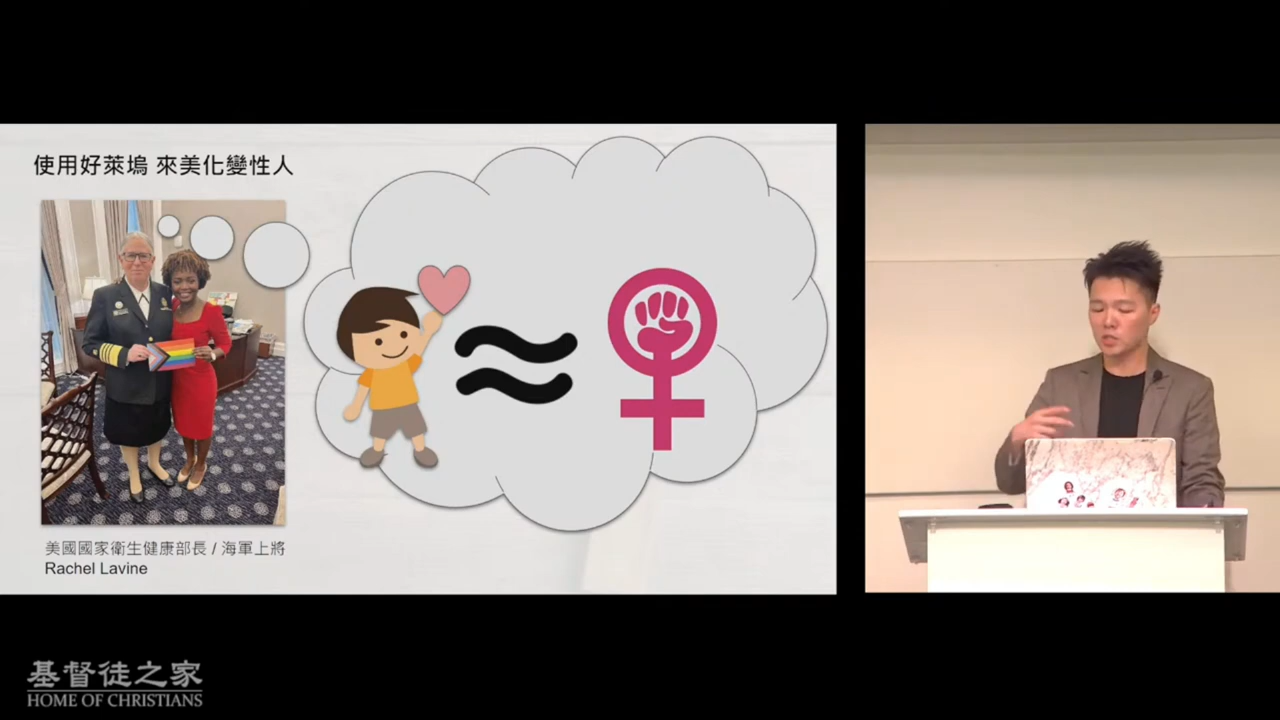 使用好萊塢 來美化變性人
美國國家衛生健康部長 / 海軍上將
Rachel Lavine
基督徒之家
HOME OF CHRISTIANS